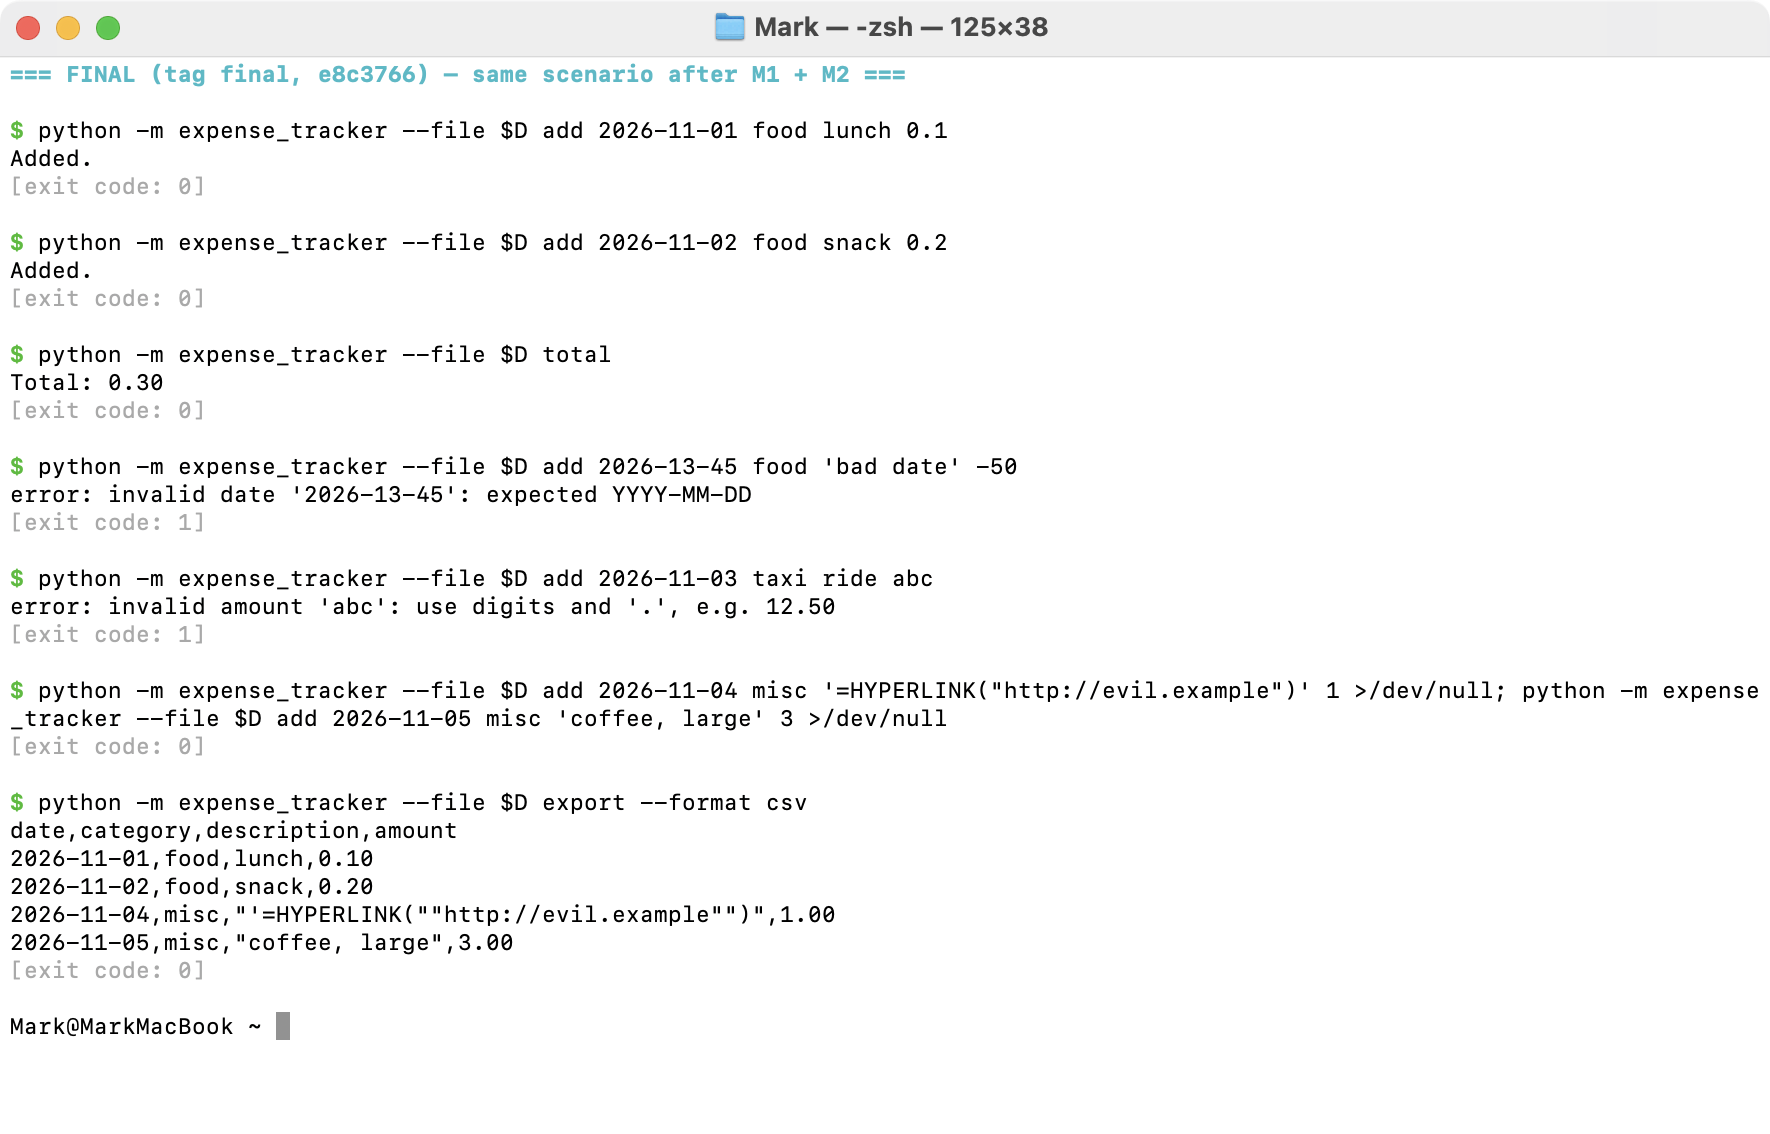 Mark — -zsh — 125×38
=== FINAL (tag final, e8c3766) — same scenario after M1 + M2 ===
$ python -m expense_tracker --file $D add 2026-11-01 food lunch 0.1
Added.
[exit code: 0]
$ python -m expense_tracker --file $D add 2026-11-02 food snack 0.2
Added.
[exit code: 0]
$ python -m expense_tracker --file $D total
Total: 0.30
[exit code: 0]
$ python -m expense_tracker --file $D add 2026-13-45 food 'bad date' -50
error: invalid date '2026-13-45': expected YYYY-MM-DD
[exit code: 1]
$ python -m expense_tracker --file $D add 2026-11-03 taxi ride abc
error: invalid amount 'abc': use digits and '.', e.g. 12.50
[exit code: 1]
$ python -m expense_tracker --file $D add 2026-11-04 misc '=HYPERLINK("http://evil.example")' 1 >/dev/null; python -m expense
_tracker --file $D add 2026-11-05 misc 'coffee, large' 3 >/dev/null
[exit code: 0]
$ python -m expense_tracker --file $D export --format csv
date,category,description,amount
2026-11-01,food,lunch,0.10
2026-11-02,food,snack,0.20
2026-11-04,misc,"'=HYPERLINK(""http://evil.example"")",1.00
2026-11-05,misc,"coffee, large",3.00
[exit code: 0]
Mark@MarkMacBook ~